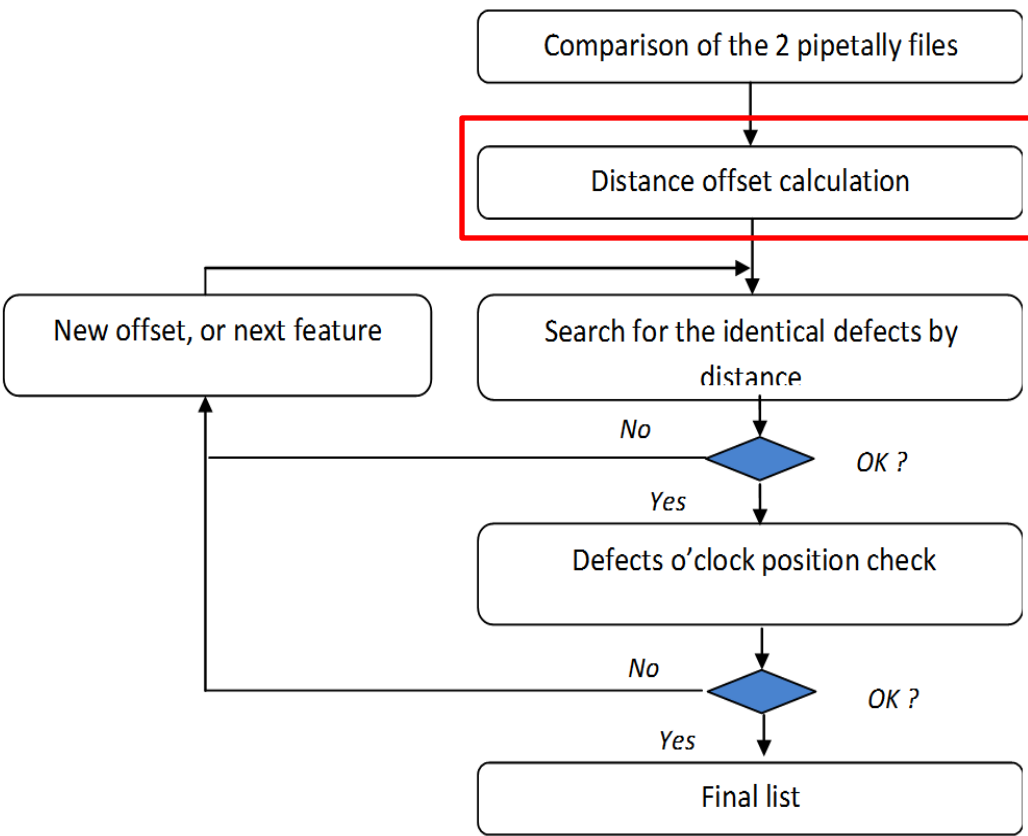 Comparison of the 2 pipetally files
Distance offset calculation
New offset, or next feature
Search for the identical defects by
distance
No
OK ?
Yes
Defects o’clock position check
No
OK ?
Yes
Final list